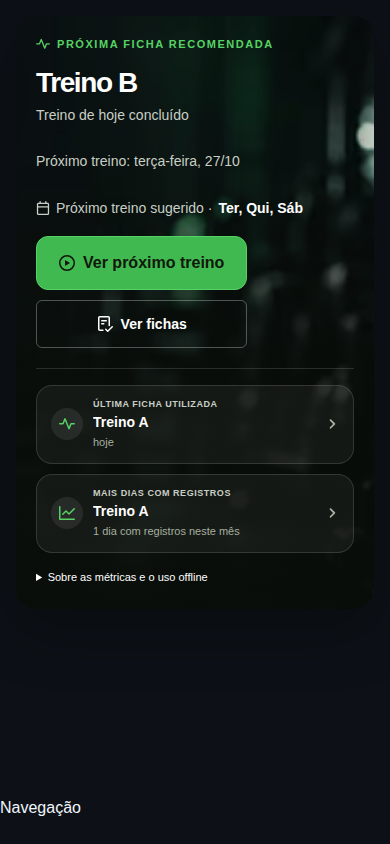 PRÓXIMA FICHA RECOMENDADA
Treino B
Treino de hoje concluído
Próximo treino: terça-feira, 27/10
Próximo treino sugerido · Ter, Qui, Sáb
Ver próximo treino
Ver fichas
ÚLTIMA FICHA UTILIZADA
Treino A
hoje
MAIS DIAS COM REGISTROS
Treino A
1 dia com registros neste mês
Sobre as métricas e o uso offline
Navegação